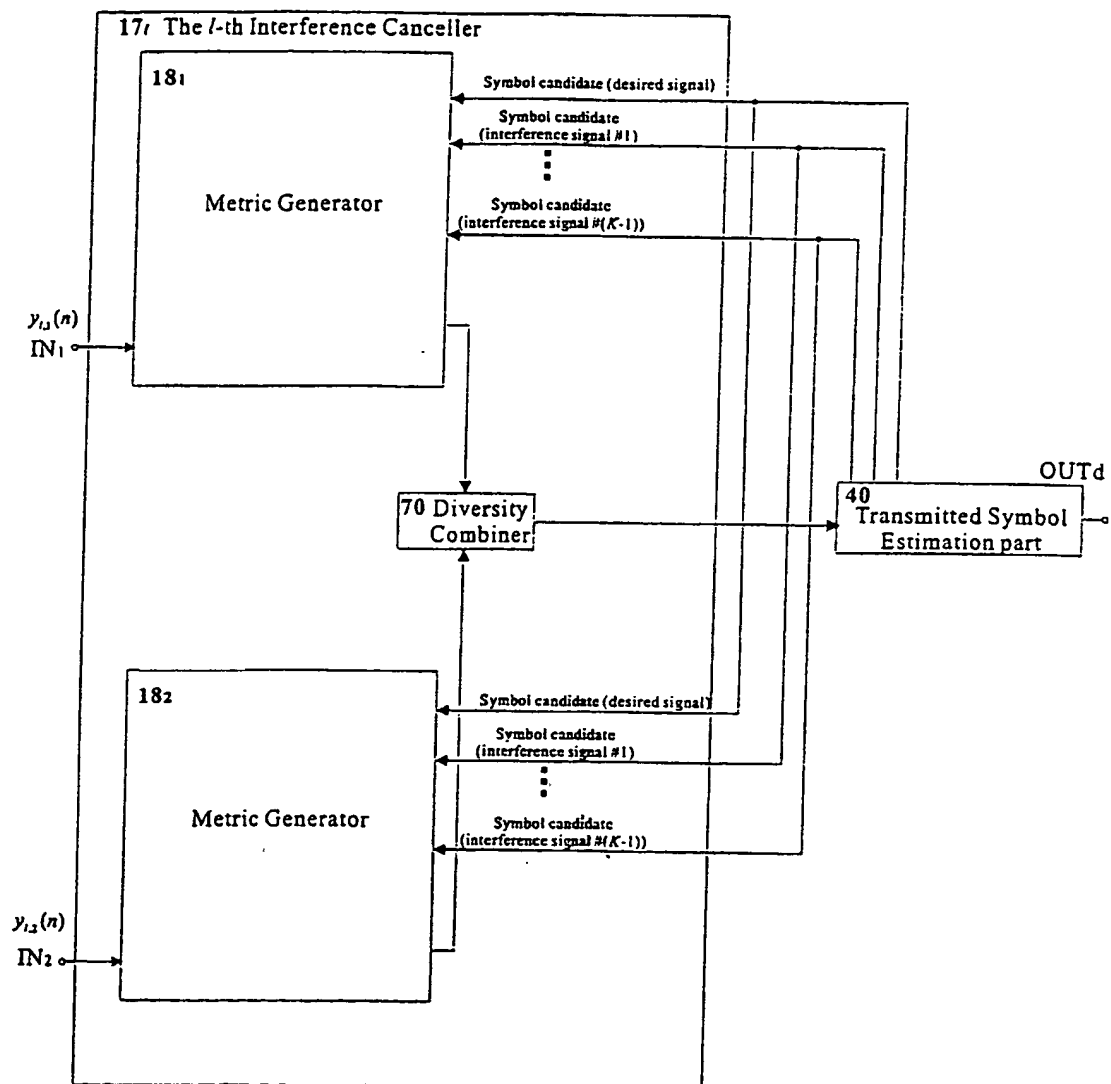 17l The l-th Interference Canceller
181
Metric Generator
Symbol candidate (desired signal)
Symbol candidate
(interference signal #1)
Symbol candidate
(interference signal #(K-1))
yl,1(n)
IN1
70 Diversity
Combiner
OUTd
40
Transmitted Symbol
Estimation part
182
Metric Generator
Symbol candidate (desired signal)
Symbol candidate
(interference signal #1)
Symbol candidate
(interference signal #(K-1))
yl,2(n)
IN2